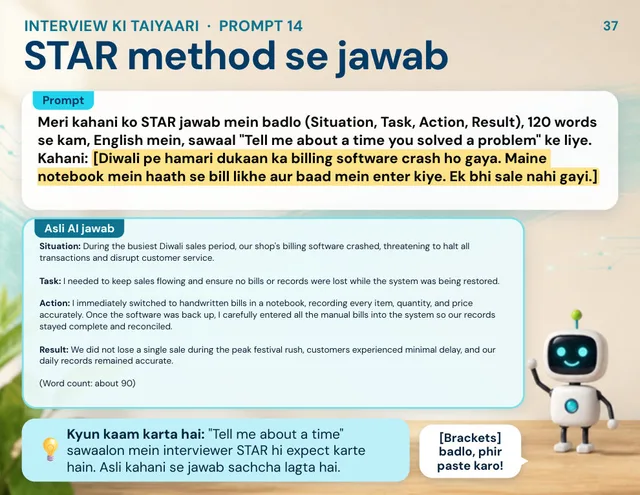 INTERVIEW KI TAIYAARI · PROMPT 14
37
STAR method se jawab
Prompt
Meri kahani ko STAR jawab mein badlo (Situation, Task, Action, Result), 120 words
se kam, English mein, sawaal "Tell me about a time you solved a problem" ke liye.
Kahani: [Diwali pe hamari dukaan ka billing software crash ho gaya. Maine
notebook mein haath se bill likhe aur baad mein enter kiye. Ek bhi sale nahi gayi.]
Asli AI jawab
Situation: During the busiest Diwali sales period, our shop's billing software crashed, threatening to halt all
transactions and disrupt customer service.
Task: I needed to keep sales flowing and ensure no bills or records were lost while the system was being restored.
Action: I immediately switched to handwritten bills in a notebook, recording every item, quantity, and price
accurately. Once the software was back up, I carefully entered all the manual bills into the system so our records
stayed complete and reconciled.
Result: We did not lose a single sale during the peak festival rush, customers experienced minimal delay, and our
daily records remained accurate.
(Word count: about 90)
Kyun kaam karta hai: "Tell me about a time"
sawaalon mein interviewer STAR hi expect karte
hain. Asli kahani se jawab sachcha lagta hai.
[Brackets]
badlo, phir
paste karo!